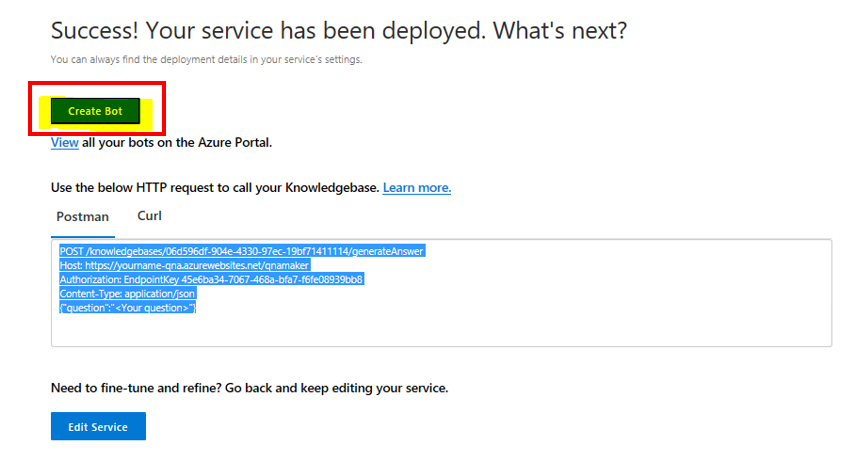 Success! Your service has been deployed. What's next?
You can always find the deployment details in your service's settings.
Create Bot
View all your bots on the Azure Portal.
Use the below HTTP request to call your Knowledgebase. Learn more.
Postman Curl
POST /knowledgebases/06d596df-904e-4330-97ec-19bf71411114/generateAnswer
Host: https://yourname-qna.azurewebsites.net/qnamaker
Authorization: EndpointKey 45e6ba34-7067-468a-bfa7-f6fe08939bb8
Content-Type: application/json
{"question":"<Your question>"}
Need to fine-tune and refine? Go back and keep editing your service.
Edit Service